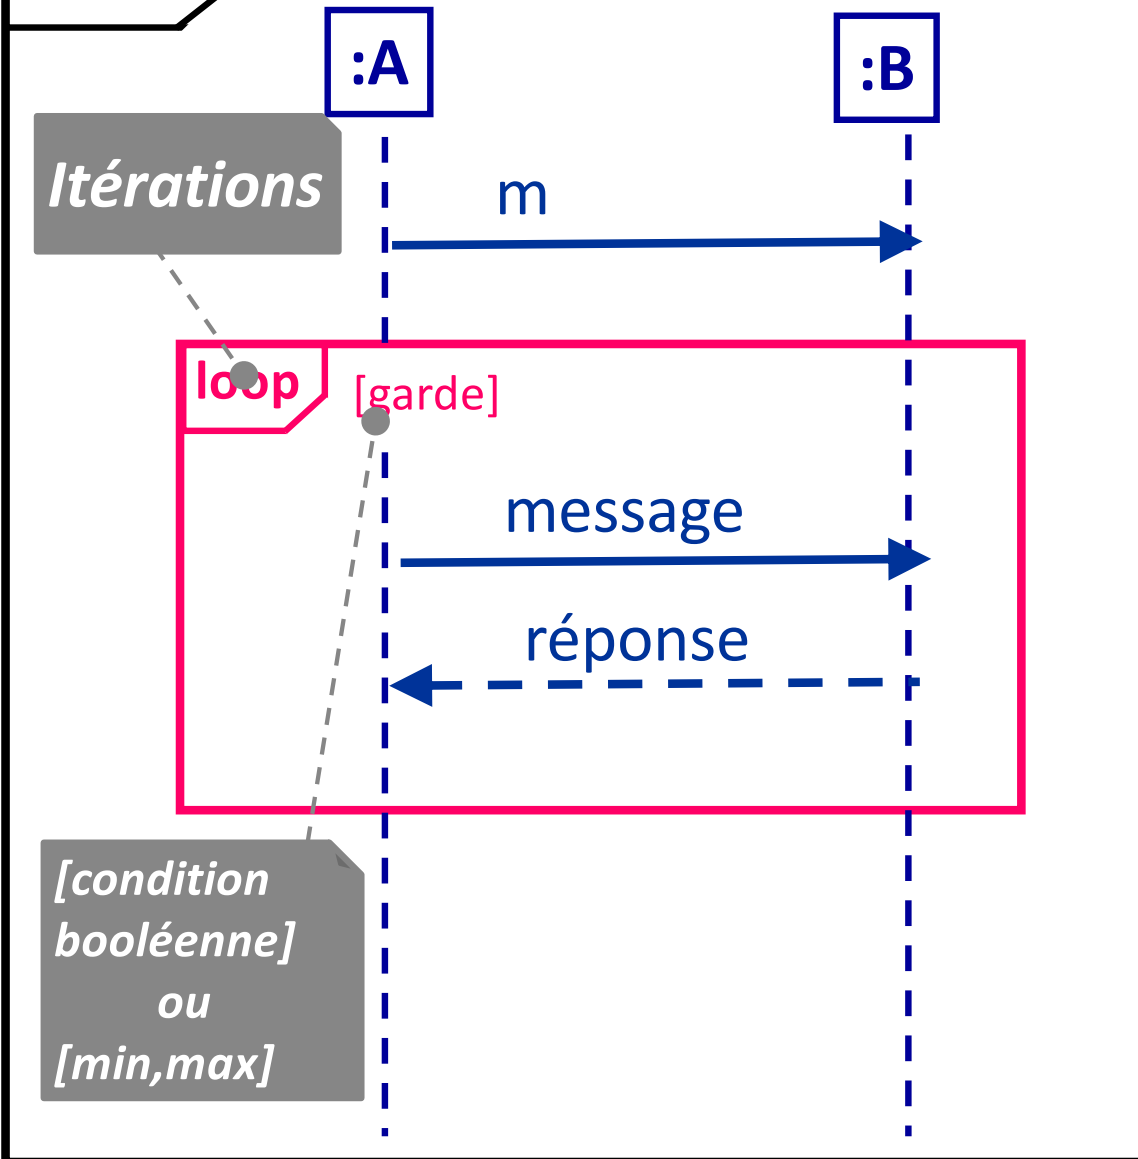 :A
:B
Itérations
m
loop
[garde]
message
réponse
[condition
booléenne]
ou
[min,max]